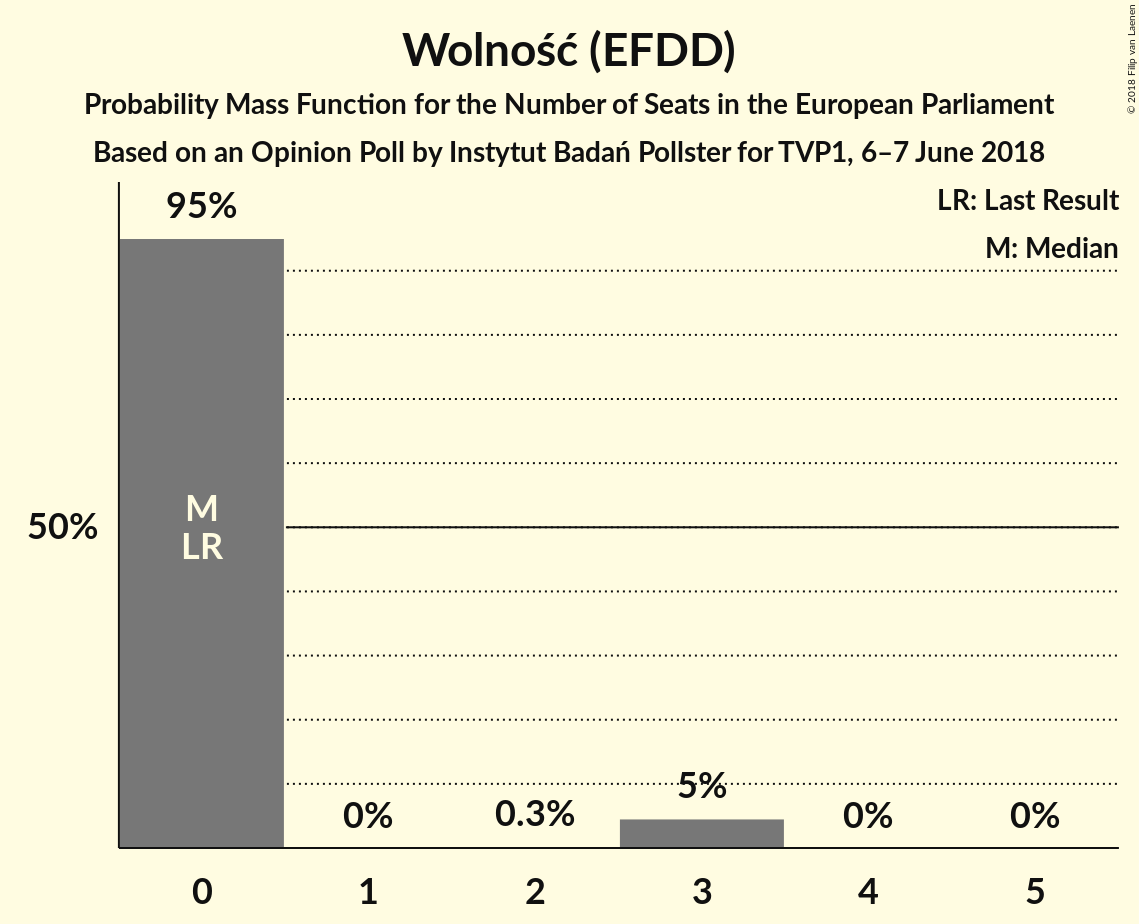 Wolność (EFDD)
Probability Mass Function for the Number of Seats in the European Parliament
Based on an Opinion Poll by Instytut Badań Pollster for TVP1, 6–7 June 2018
© 2018 Filip van Laenen
LR: Last Result
M: Median
95%
M
LR
50%
0%
0.3%
5%
0%
0%
0 1 2 3 4 5